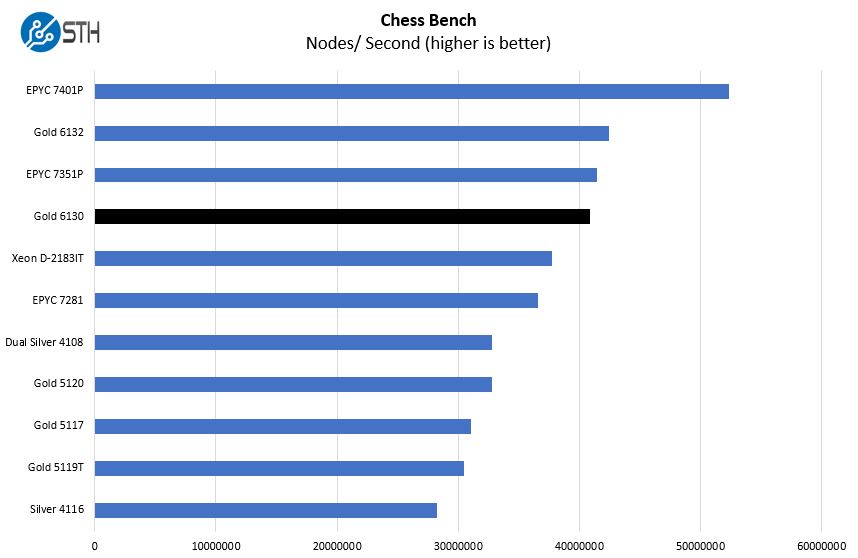 STH
Chess Bench
Nodes/ Second (higher is better)
EPYC 7401P
Gold 6132
EPYC 7351P
Gold 6130
Xeon D-2183IT
EPYC 7281
Dual Silver 4108
Gold 5120
Gold 5117
Gold 5119T
Silver 4116
0 10000000 20000000 30000000 40000000 50000000 60000000